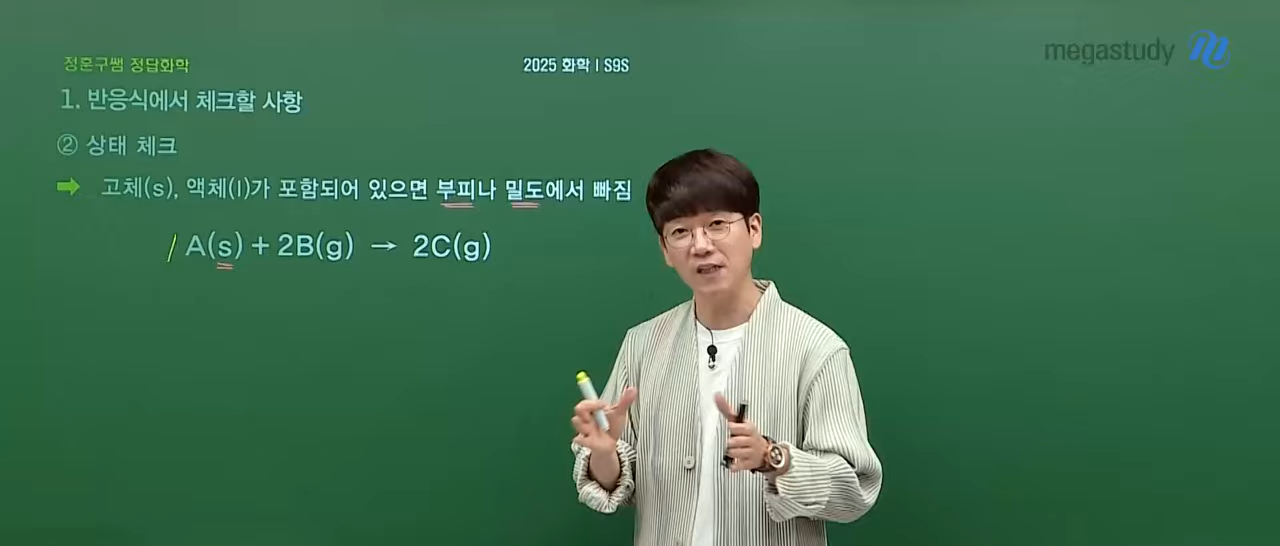 정훈구쌤 정답화학
2025 화학 I S9S
megastudy
1. 반응식에서 체크할 사항
② 상태 체크
➡ 고체(s), 액체(l)가 포함되어 있으면 부피나 밀도에서 빠짐
/ A(s) + 2B(g) → 2C(g)